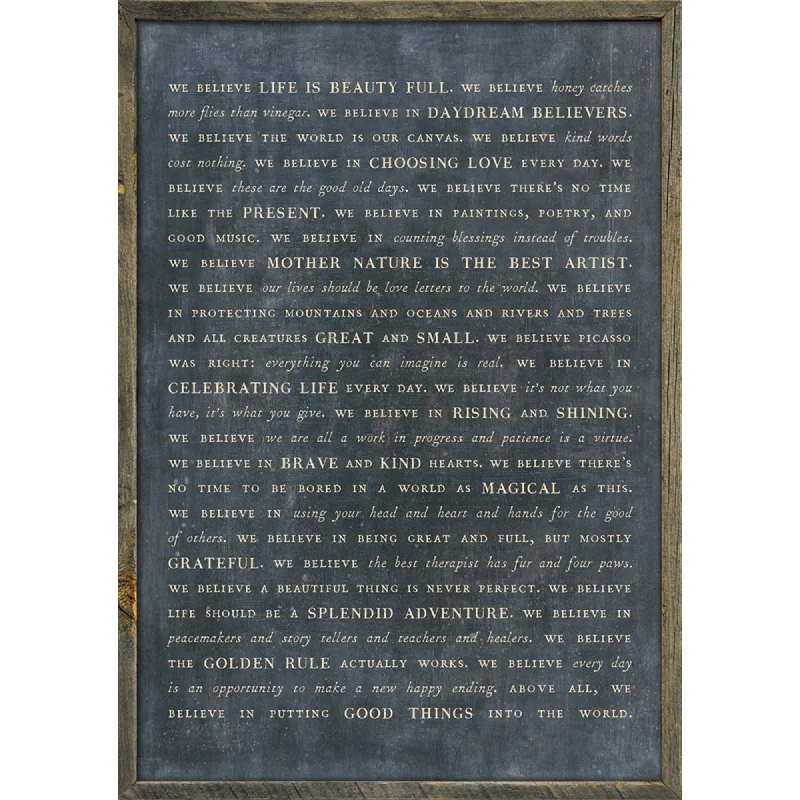 WE BELIEVE LIFE IS BEAUTY FULL. WE BELIEVE honey catches
more flies than vinegar. WE BELIEVE IN DAYDREAM BELIEVERS.
WE BELIEVE THE WORLD IS OUR CANVAS. WE BELIEVE kind words
cost nothing. WE BELIEVE IN CHOOSING LOVE EVERY DAY. WE
BELIEVE these are the good old days. WE BELIEVE THERE'S NO TIME
LIKE THE PRESENT. WE BELIEVE IN PAINTINGS, POETRY, AND
GOOD MUSIC. WE BELIEVE IN counting blessings instead of troubles.
WE BELIEVE MOTHER NATURE IS THE BEST ARTIST.
WE BELIEVE our lives should be love letters to the world. WE BELIEVE
IN PROTECTING MOUNTAINS AND OCEANS AND RIVERS AND TREES
AND ALL CREATURES GREAT AND SMALL. WE BELIEVE PICASSO
WAS RIGHT: everything you can imagine is real. WE BELIEVE IN
CELEBRATING LIFE EVERY DAY. WE BELIEVE it's not what you
have, it's what you give. WE BELIEVE IN RISING AND SHINING.
WE BELIEVE we are all a work in progress and patience is a virtue.
WE BELIEVE IN BRAVE AND KIND HEARTS. WE BELIEVE THERE'S
NO TIME TO BE BORED IN A WORLD AS MAGICAL AS THIS.
WE BELIEVE IN using your head and heart and hands for the good
of others. WE BELIEVE IN BEING GREAT AND FULL, BUT MOSTLY
GRATEFUL. WE BELIEVE the best therapist has fur and four paws.
WE BELIEVE A BEAUTIFUL THING IS NEVER PERFECT. WE BELIEVE
LIFE SHOULD BE A SPLENDID ADVENTURE. WE BELIEVE IN
peacemakers and story tellers and teachers and healers. WE BELIEVE
THE GOLDEN RULE ACTUALLY WORKS. WE BELIEVE every day
is an opportunity to make a new happy ending. ABOVE ALL, WE
BELIEVE IN PUTTING GOOD THINGS INTO THE WORLD.